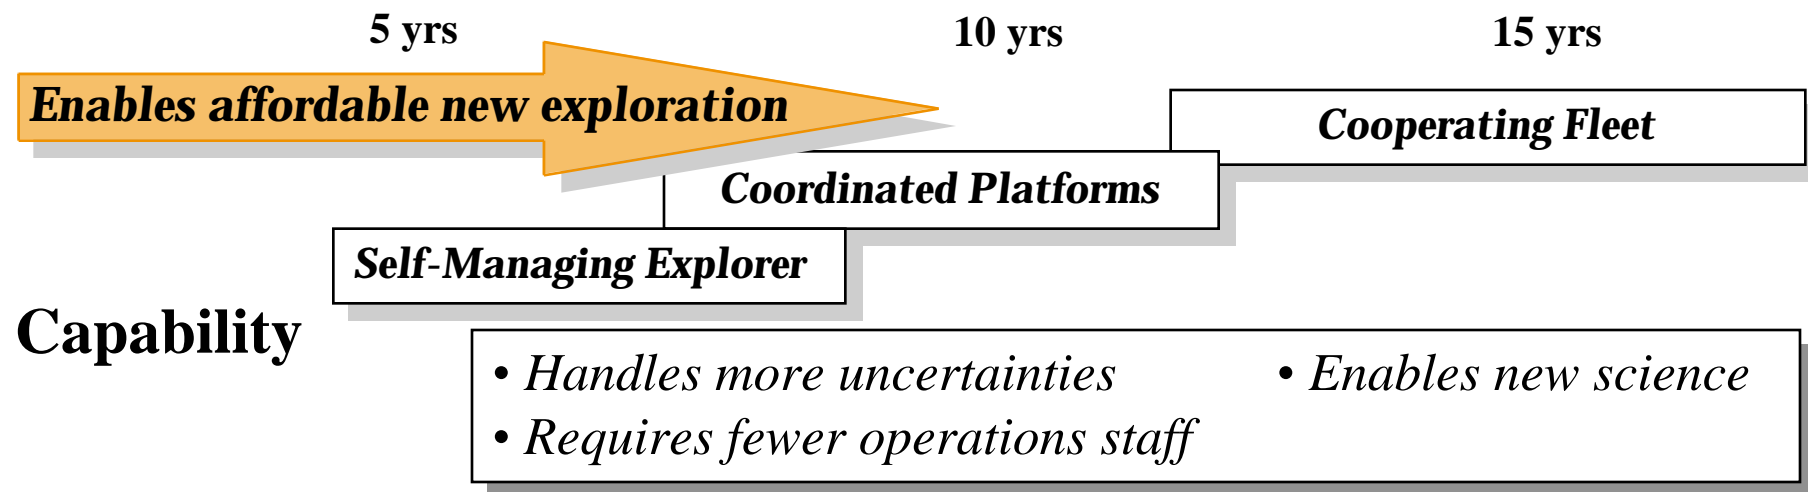 5 yrs
10 yrs
15 yrs
Enables affordable new exploration
Cooperating Fleet
Coordinated Platforms
Self-Managing Explorer
Capability
• Handles more uncertainties
• Enables new science
• Requires fewer operations staff